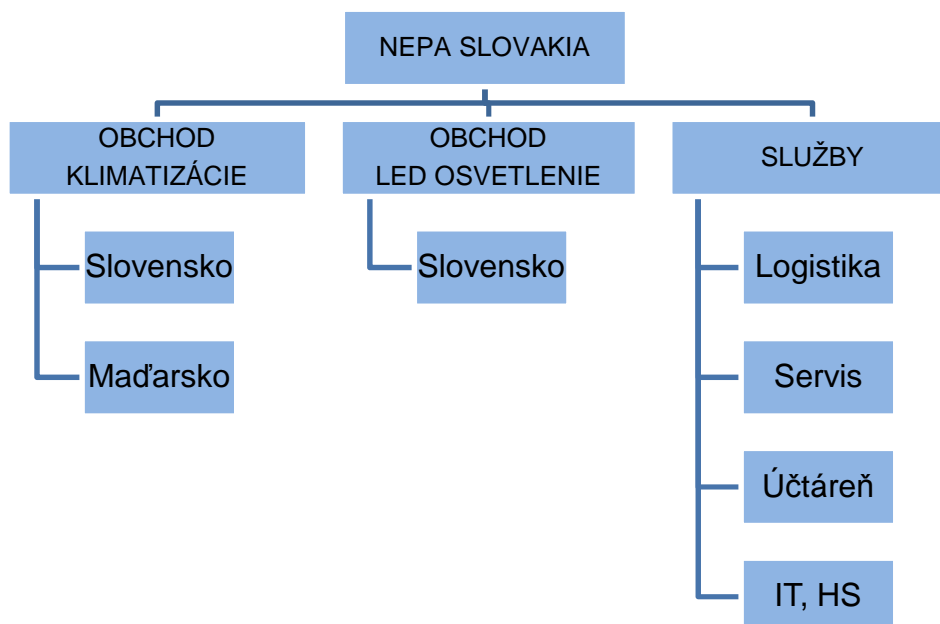 NEPA SLOVAKIA
OBCHOD
KLIMATIZÁCIE
Slovensko
Maďarsko
OBCHOD
LED OSVETLENIE
Slovensko
SLUŽBY
Logistika
Servis
Účtáreň
IT, HS